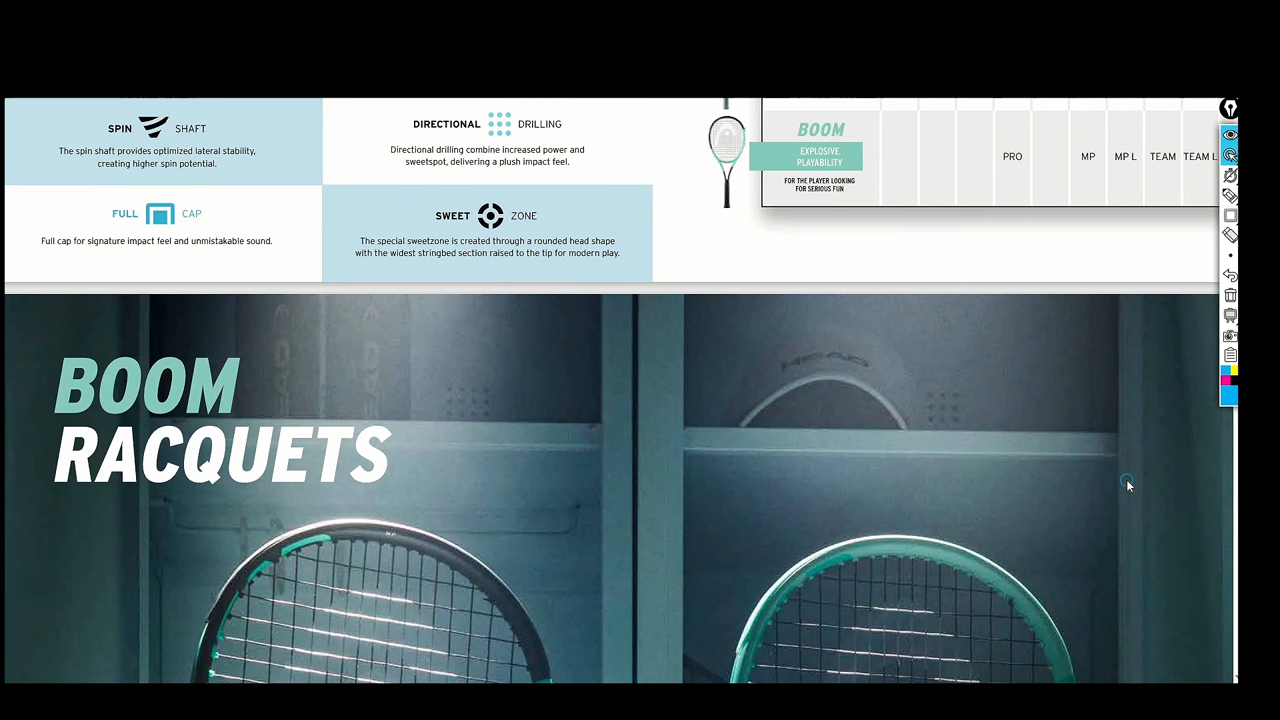 SPIN SHAFT
The spin shaft provides optimized lateral stability,
creating higher spin potential.
DIRECTIONAL DRILLING
Directional drilling combine increased power and
sweetspot, delivering a plush impact feel.
FULL CAP
Full cap for signature impact feel and unmistakable sound.
SWEET ZONE
The special sweetzone is created through a rounded head shape
with the widest stringbed section raised to the tip for modern play.
BOOM
EXPLOSIVE
PLAYABILITY
FOR THE PLAYER LOOKING
FOR SERIOUS FUN
PRO MP MP L TEAM TEAM L
BOOM
RACQUETS
HEAD
MP